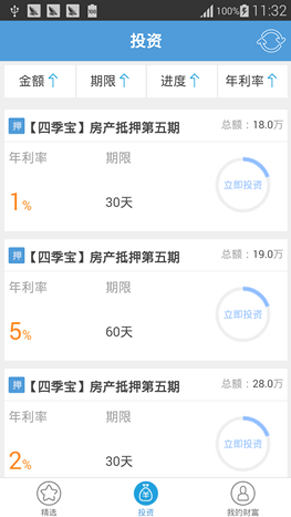 100% 11:32
投资
金额 期限 进度 年利率
押 【四季宝】房产抵押第五期 总额：18.0万
年利率 期限
立即投资
1% 30天
押 【四季宝】房产抵押第五期 总额：19.0万
年利率 期限
立即投资
5% 60天
押 【四季宝】房产抵押第五期 总额：28.0万
年利率 期限
立即投资
2% 30天
精选 投资 我的财富